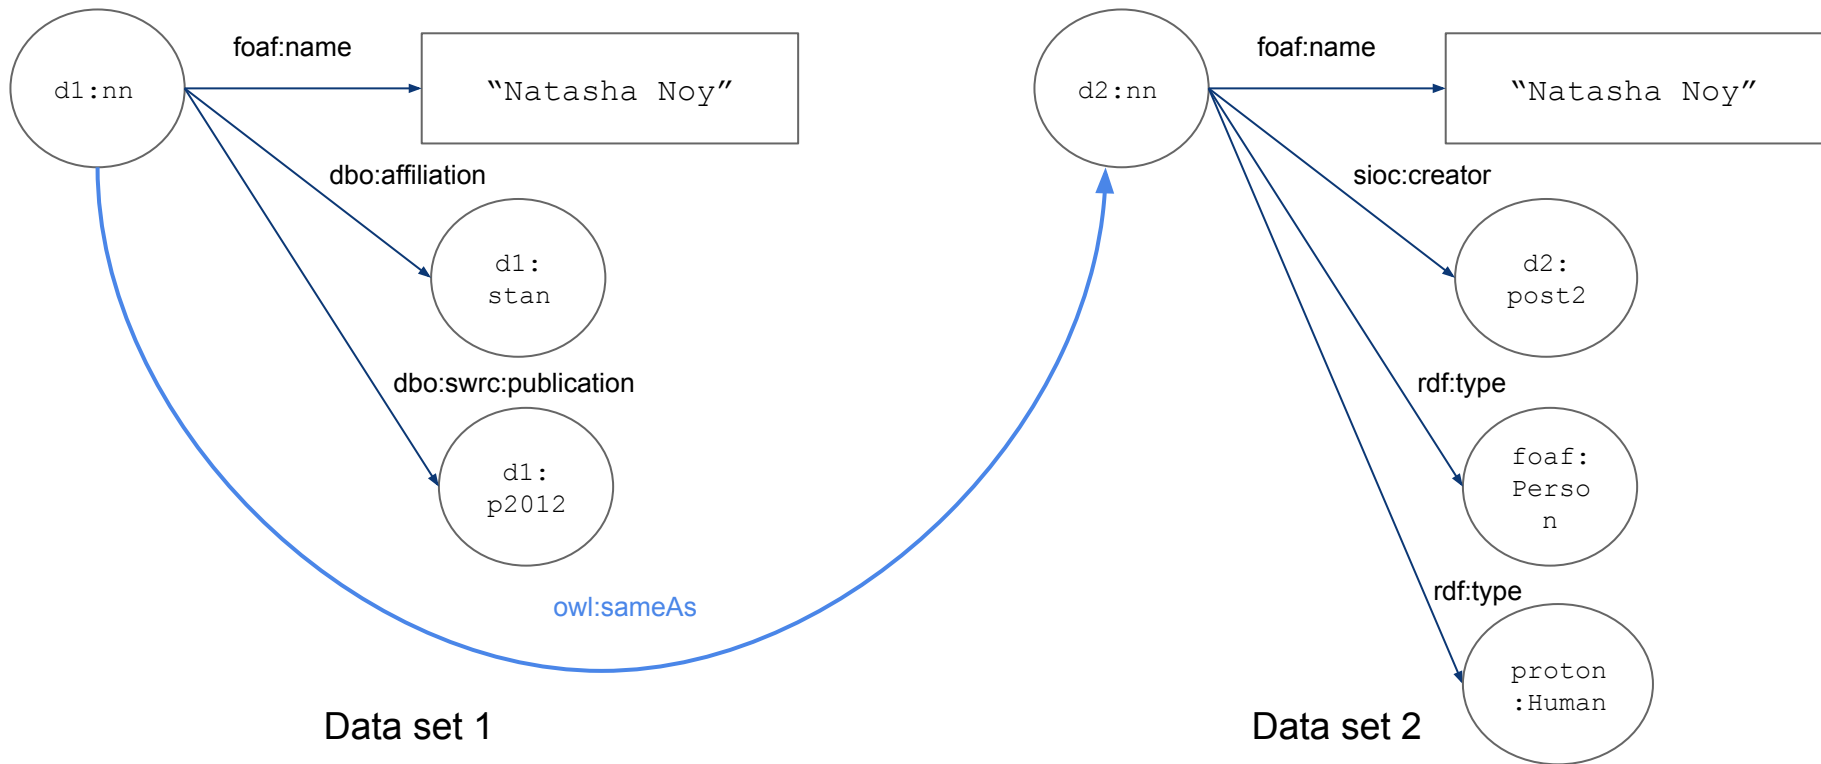 foaf:name
d1:nn
“Natasha Noy”
dbo:affiliation
d1:
stan
dbo:swrc:publication
d1:
p2012
owl:sameAs
Data set 1
foaf:name
d2:nn
“Natasha Noy”
sioc:creator
d2:
post2
rdf:type
foaf:
Perso
n
rdf:type
proton
:Human
Data set 2